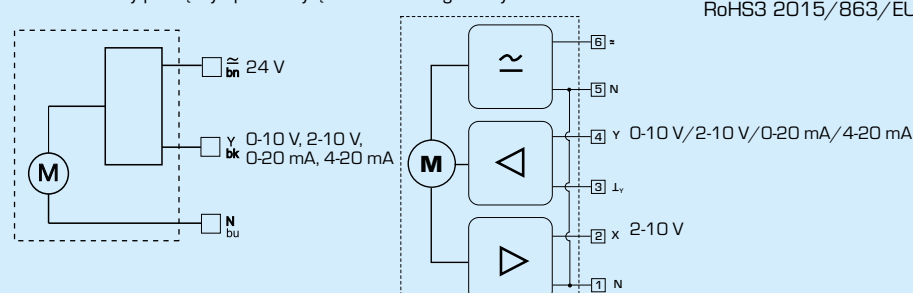 RoHS3 2015/863/EU
≂
bn 24 V
Y 0-10 V, 2-10 V,
bk 0-20 mA, 4-20 mA
M
N
bu
6 ≂
5 N
4 Y 0-10 V/2-10 V/0-20 mA/4-20 mA
M
3 ⊥Y
2 X 2-10 V
1 N